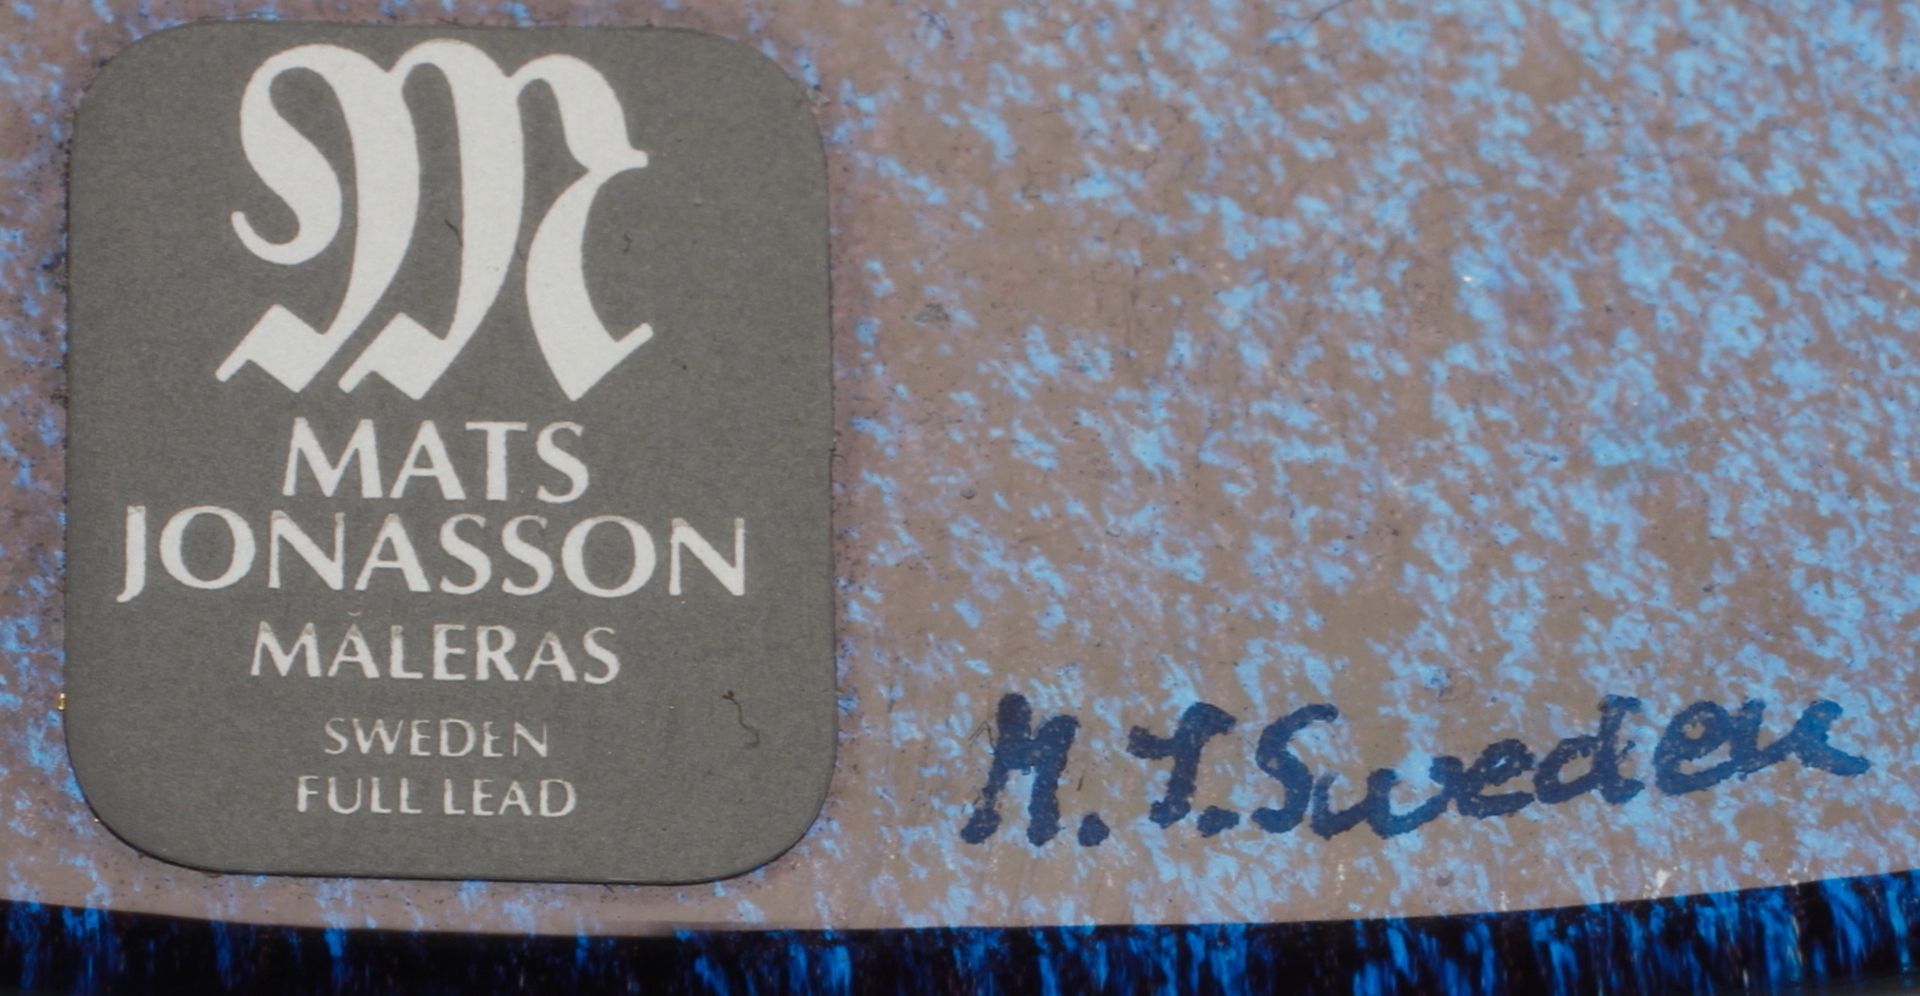 M
MATS
JONASSON
MÅLERAS
SWEDEN
FULL LEAD
M.J.Sweden